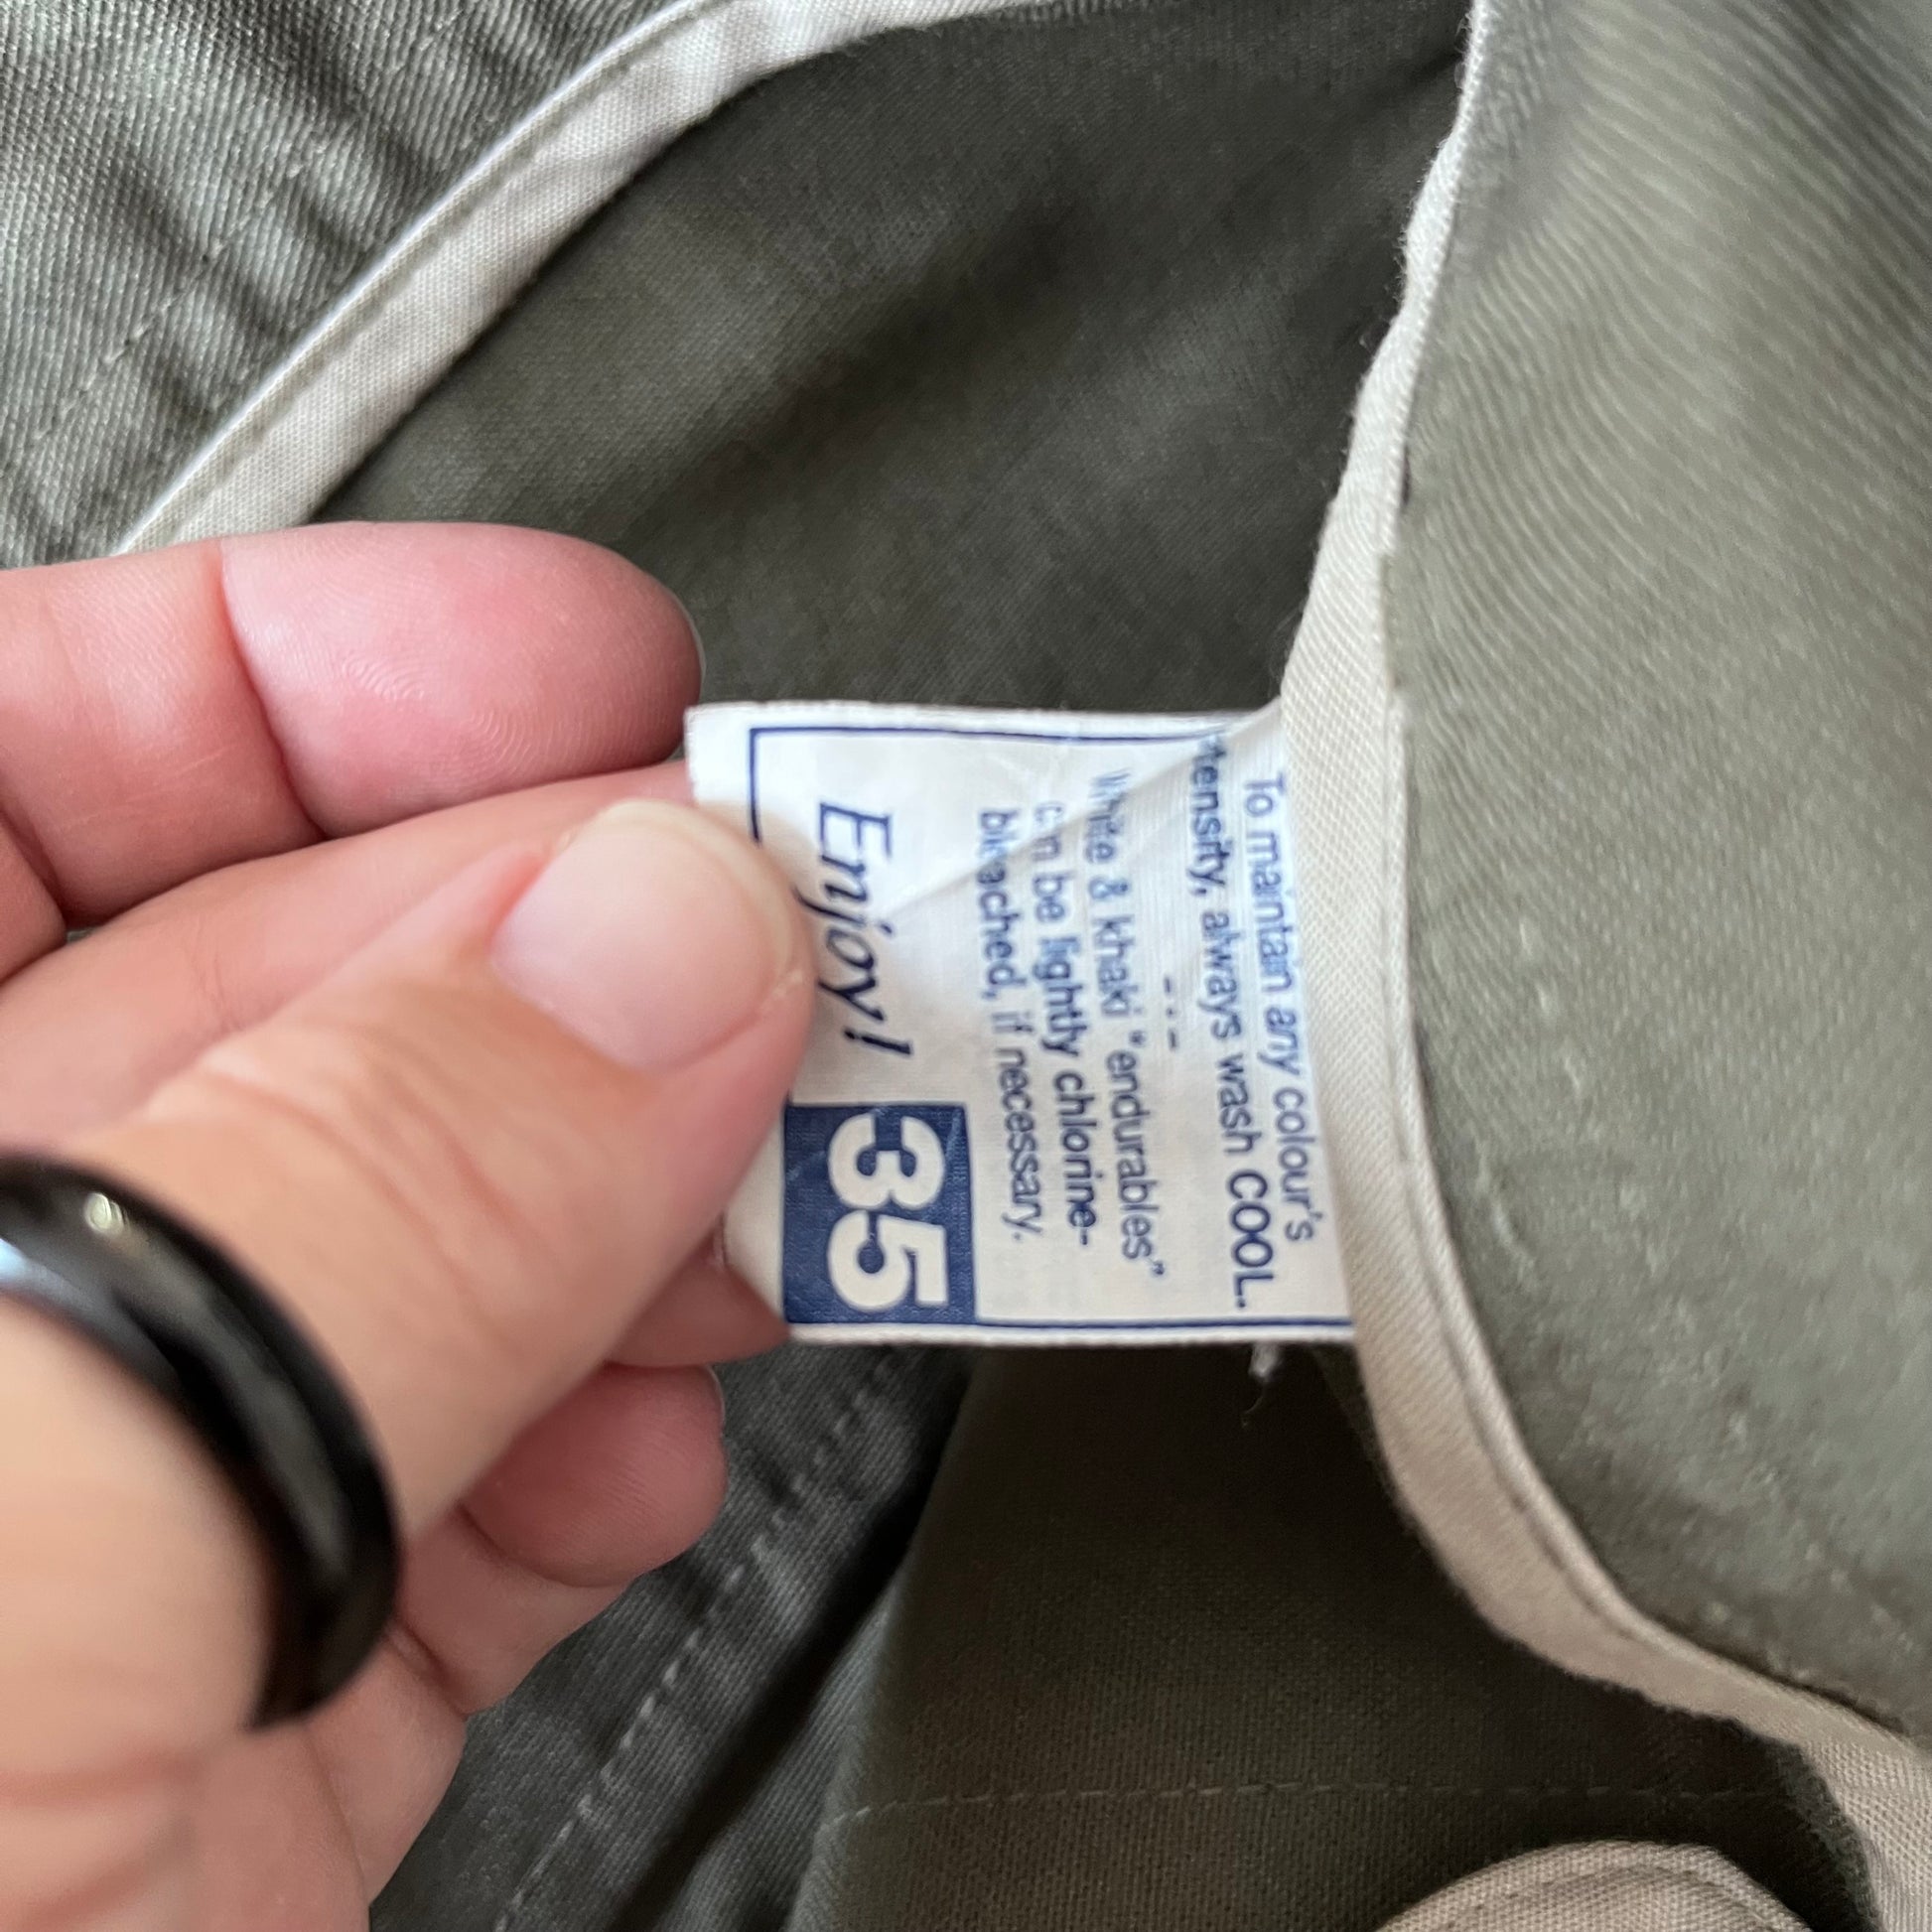 To maintain any colour's
tensity, always wash COOL.
---
White & khaki "endurables"
can be lightly chlorine-
bleached, if necessary.
Enjoy! 35